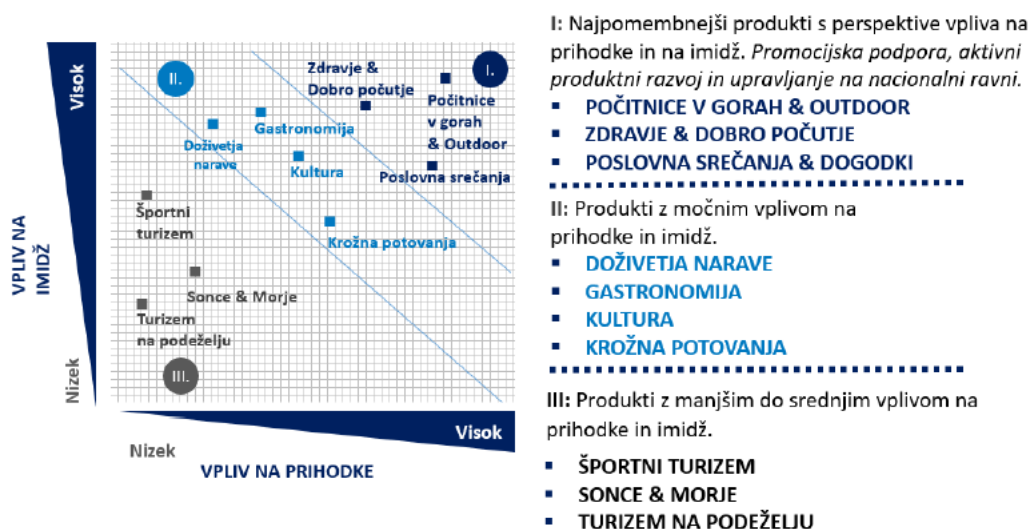 VPLIV NA
IMIDŽ
Visok
Nizek
II.
I.
Zdravje &
Dobro počutje
Počitnice
v gorah
& Outdoor
Gastronomija
Doživetja
narave
Kultura
Poslovna srečanja
Športni
turizem
Krožna potovanja
Sonce & Morje
Turizem
na podeželju
III.
Visok
Nizek
VPLIV NA PRIHODKE
I: Najpomembnejši produkti s perspektive vpliva na
prihodke in na imidž. Promocijska podpora, aktivni
produktni razvoj in upravljanje na nacionalni ravni.
▪ POČITNICE V GORAH & OUTDOOR
▪ ZDRAVJE & DOBRO POČUTJE
▪ POSLOVNA SREČANJA & DOGODKI
II: Produkti z močnim vplivom na
prihodke in imidž.
▪ DOŽIVETJA NARAVE
▪ GASTRONOMIJA
▪ KULTURA
▪ KROŽNA POTOVANJA
III: Produkti z manjšim do srednjim vplivom na
prihodke in imidž.
▪ ŠPORTNI TURIZEM
▪ SONCE & MORJE
▪ TURIZEM NA PODEŽELJU